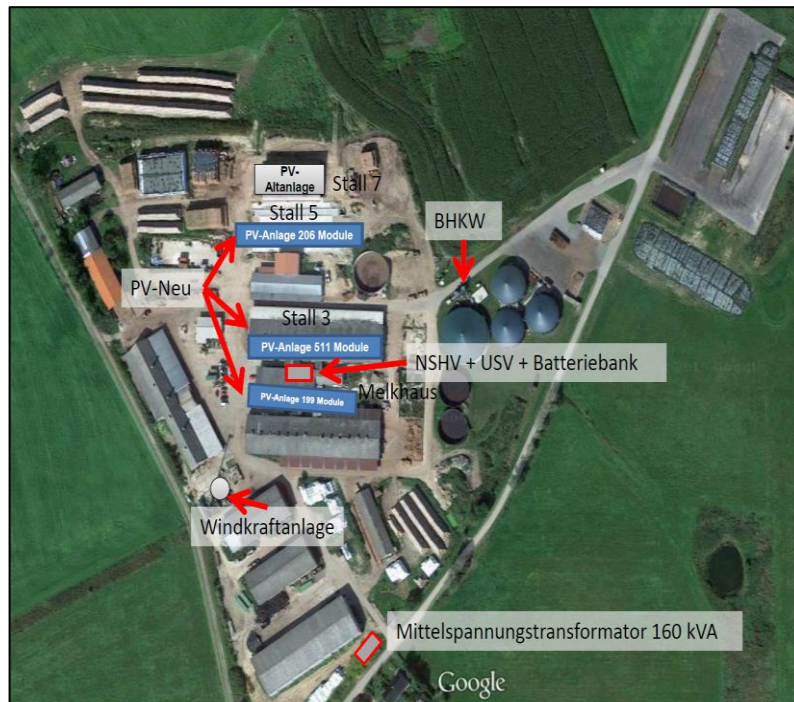 PV-
Altanlage
Stall 7
Stall 5
PV-Anlage 206 Module
BHKW
PV-Neu
Stall 3
PV-Anlage 511 Module
NSHV + USV + Batteriebank
Melkhaus
PV-Anlage 199 Module
Windkraftanlage
Mittelspannungstransformator 160 kVA
Google